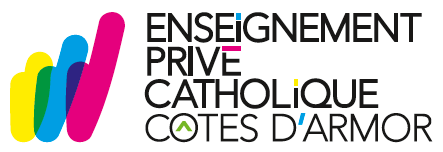 ENSEiGNEMENT
PRIVÉ
CATHOLiQUE
CÔTES D'ARMOR